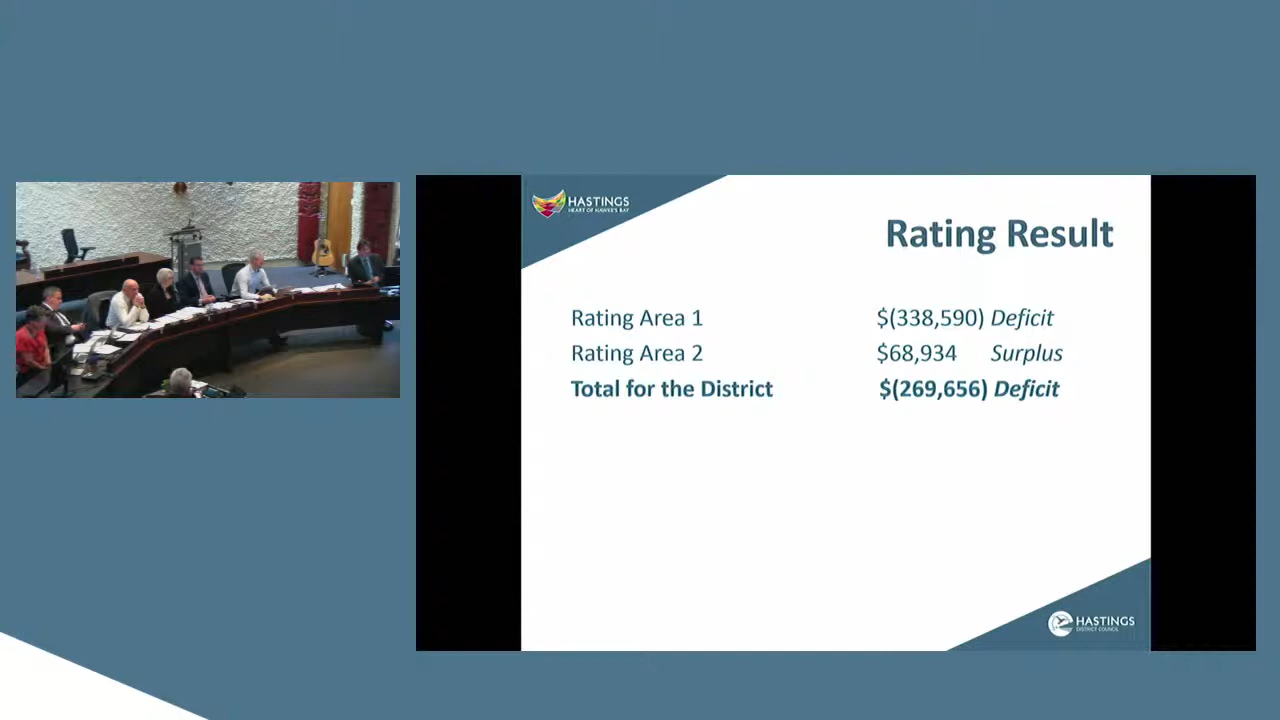 HASTINGS
HEART OF HAWKE'S BAY
Rating Result
Rating Area 1 $(338,590) Deficit
Rating Area 2 $68,934 Surplus
Total for the District $(269,656) Deficit
HASTINGS
DISTRICT COUNCIL